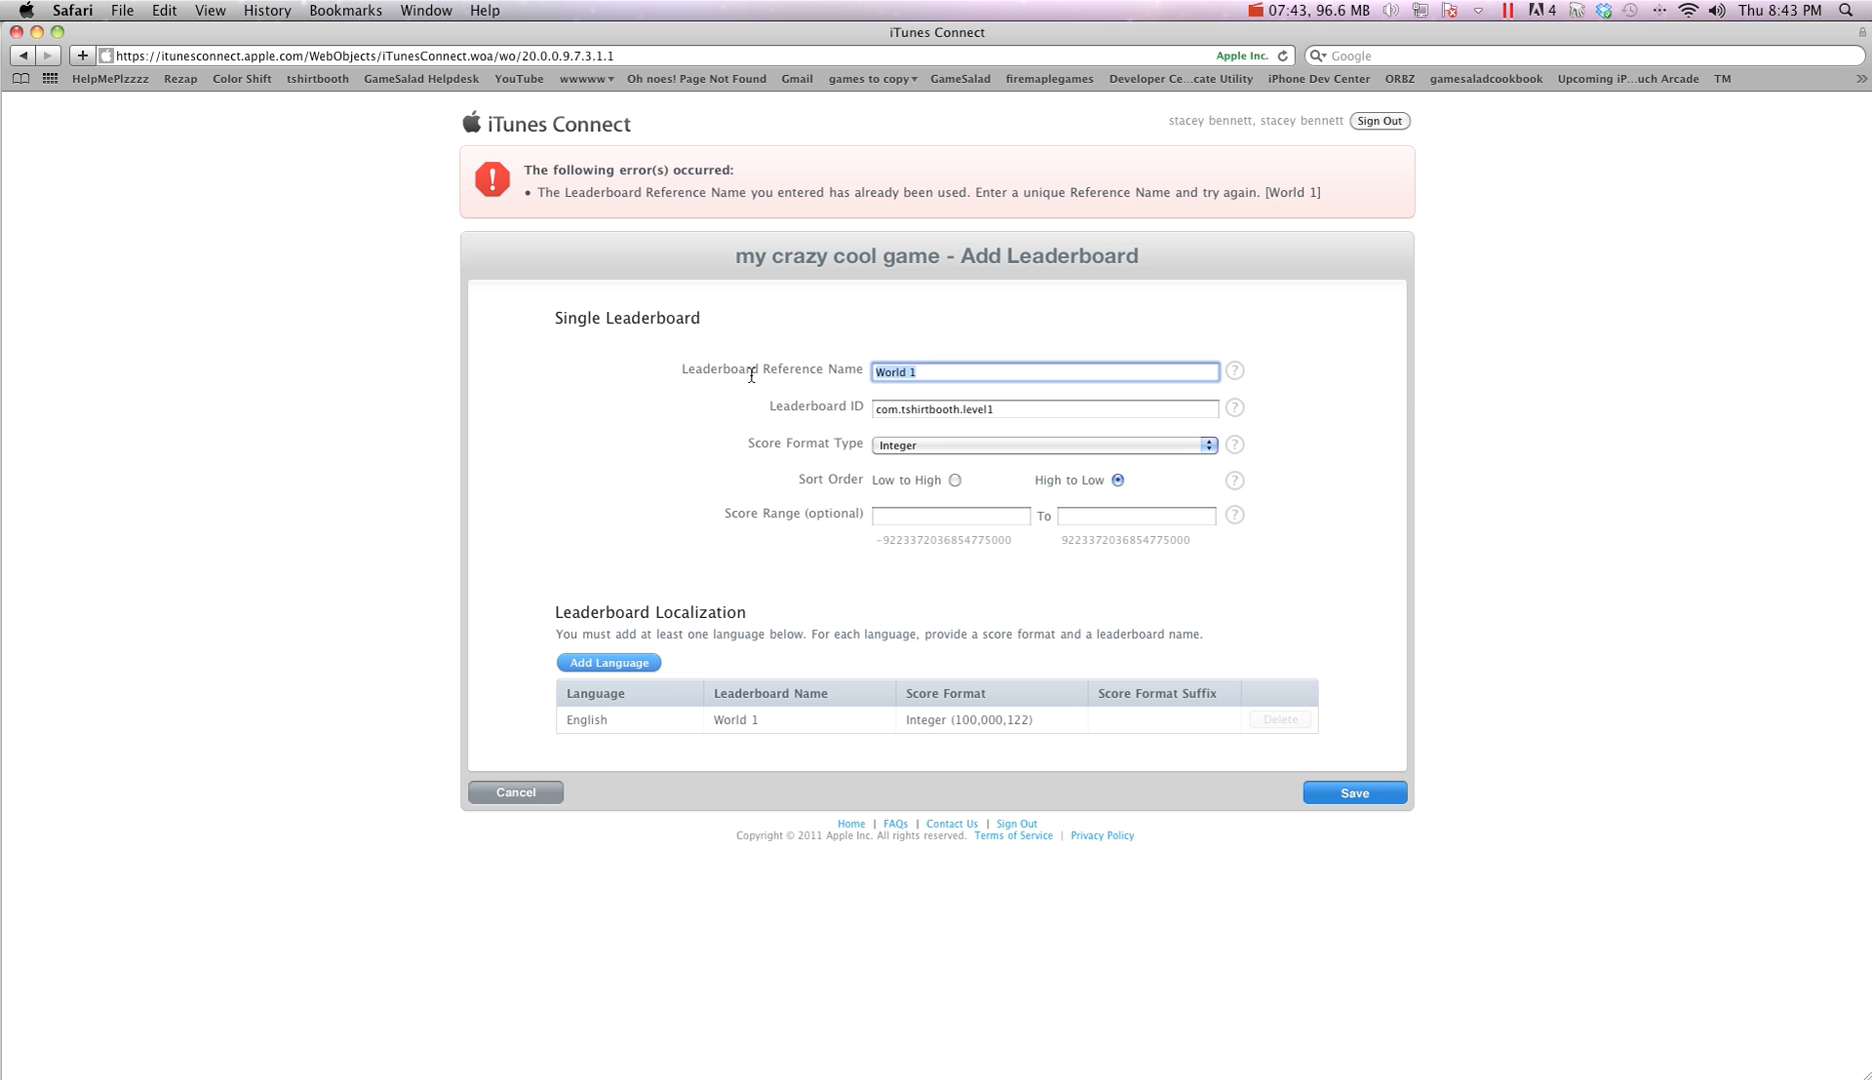 Safari File Edit View History Bookmarks Window Help 07:43, 96.6 MB 4 Thu 8:43 PM
iTunes Connect
https://itunesconnect.apple.com/WebObjects/iTunesConnect.woa/wo/20.0.0.9.7.3.1.1 Apple Inc. Google
HelpMePlzzzz Rezap Color Shift tshirtbooth GameSalad Helpdesk YouTube wwwww Oh noes! Page Not Found Gmail games to copy GameSalad firemaplegames Developer Ce...cate Utility iPhone Dev Center ORBZ gamesaladcookbook Upcoming iP...uch Arcade TM
iTunes Connect
stacey bennett, stacey bennett Sign Out
The following error(s) occurred:
• The Leaderboard Reference Name you entered has already been used. Enter a unique Reference Name and try again. [World 1]
my crazy cool game - Add Leaderboard
Single Leaderboard
Leaderboard Reference Name World 1 ?
Leaderboard ID com.tshirtbooth.level1 ?
Score Format Type Integer ?
Sort Order Low to High High to Low ?
Score Range (optional) To ?
-9223372036854775000 9223372036854775000
Leaderboard Localization
You must add at least one language below. For each language, provide a score format and a leaderboard name.
Add Language
Language Leaderboard Name Score Format Score Format Suffix
English World 1 Integer (100,000,122) Delete
Cancel Save
Home | FAQs | Contact Us | Sign Out
Copyright © 2011 Apple Inc. All rights reserved. Terms of Service | Privacy Policy